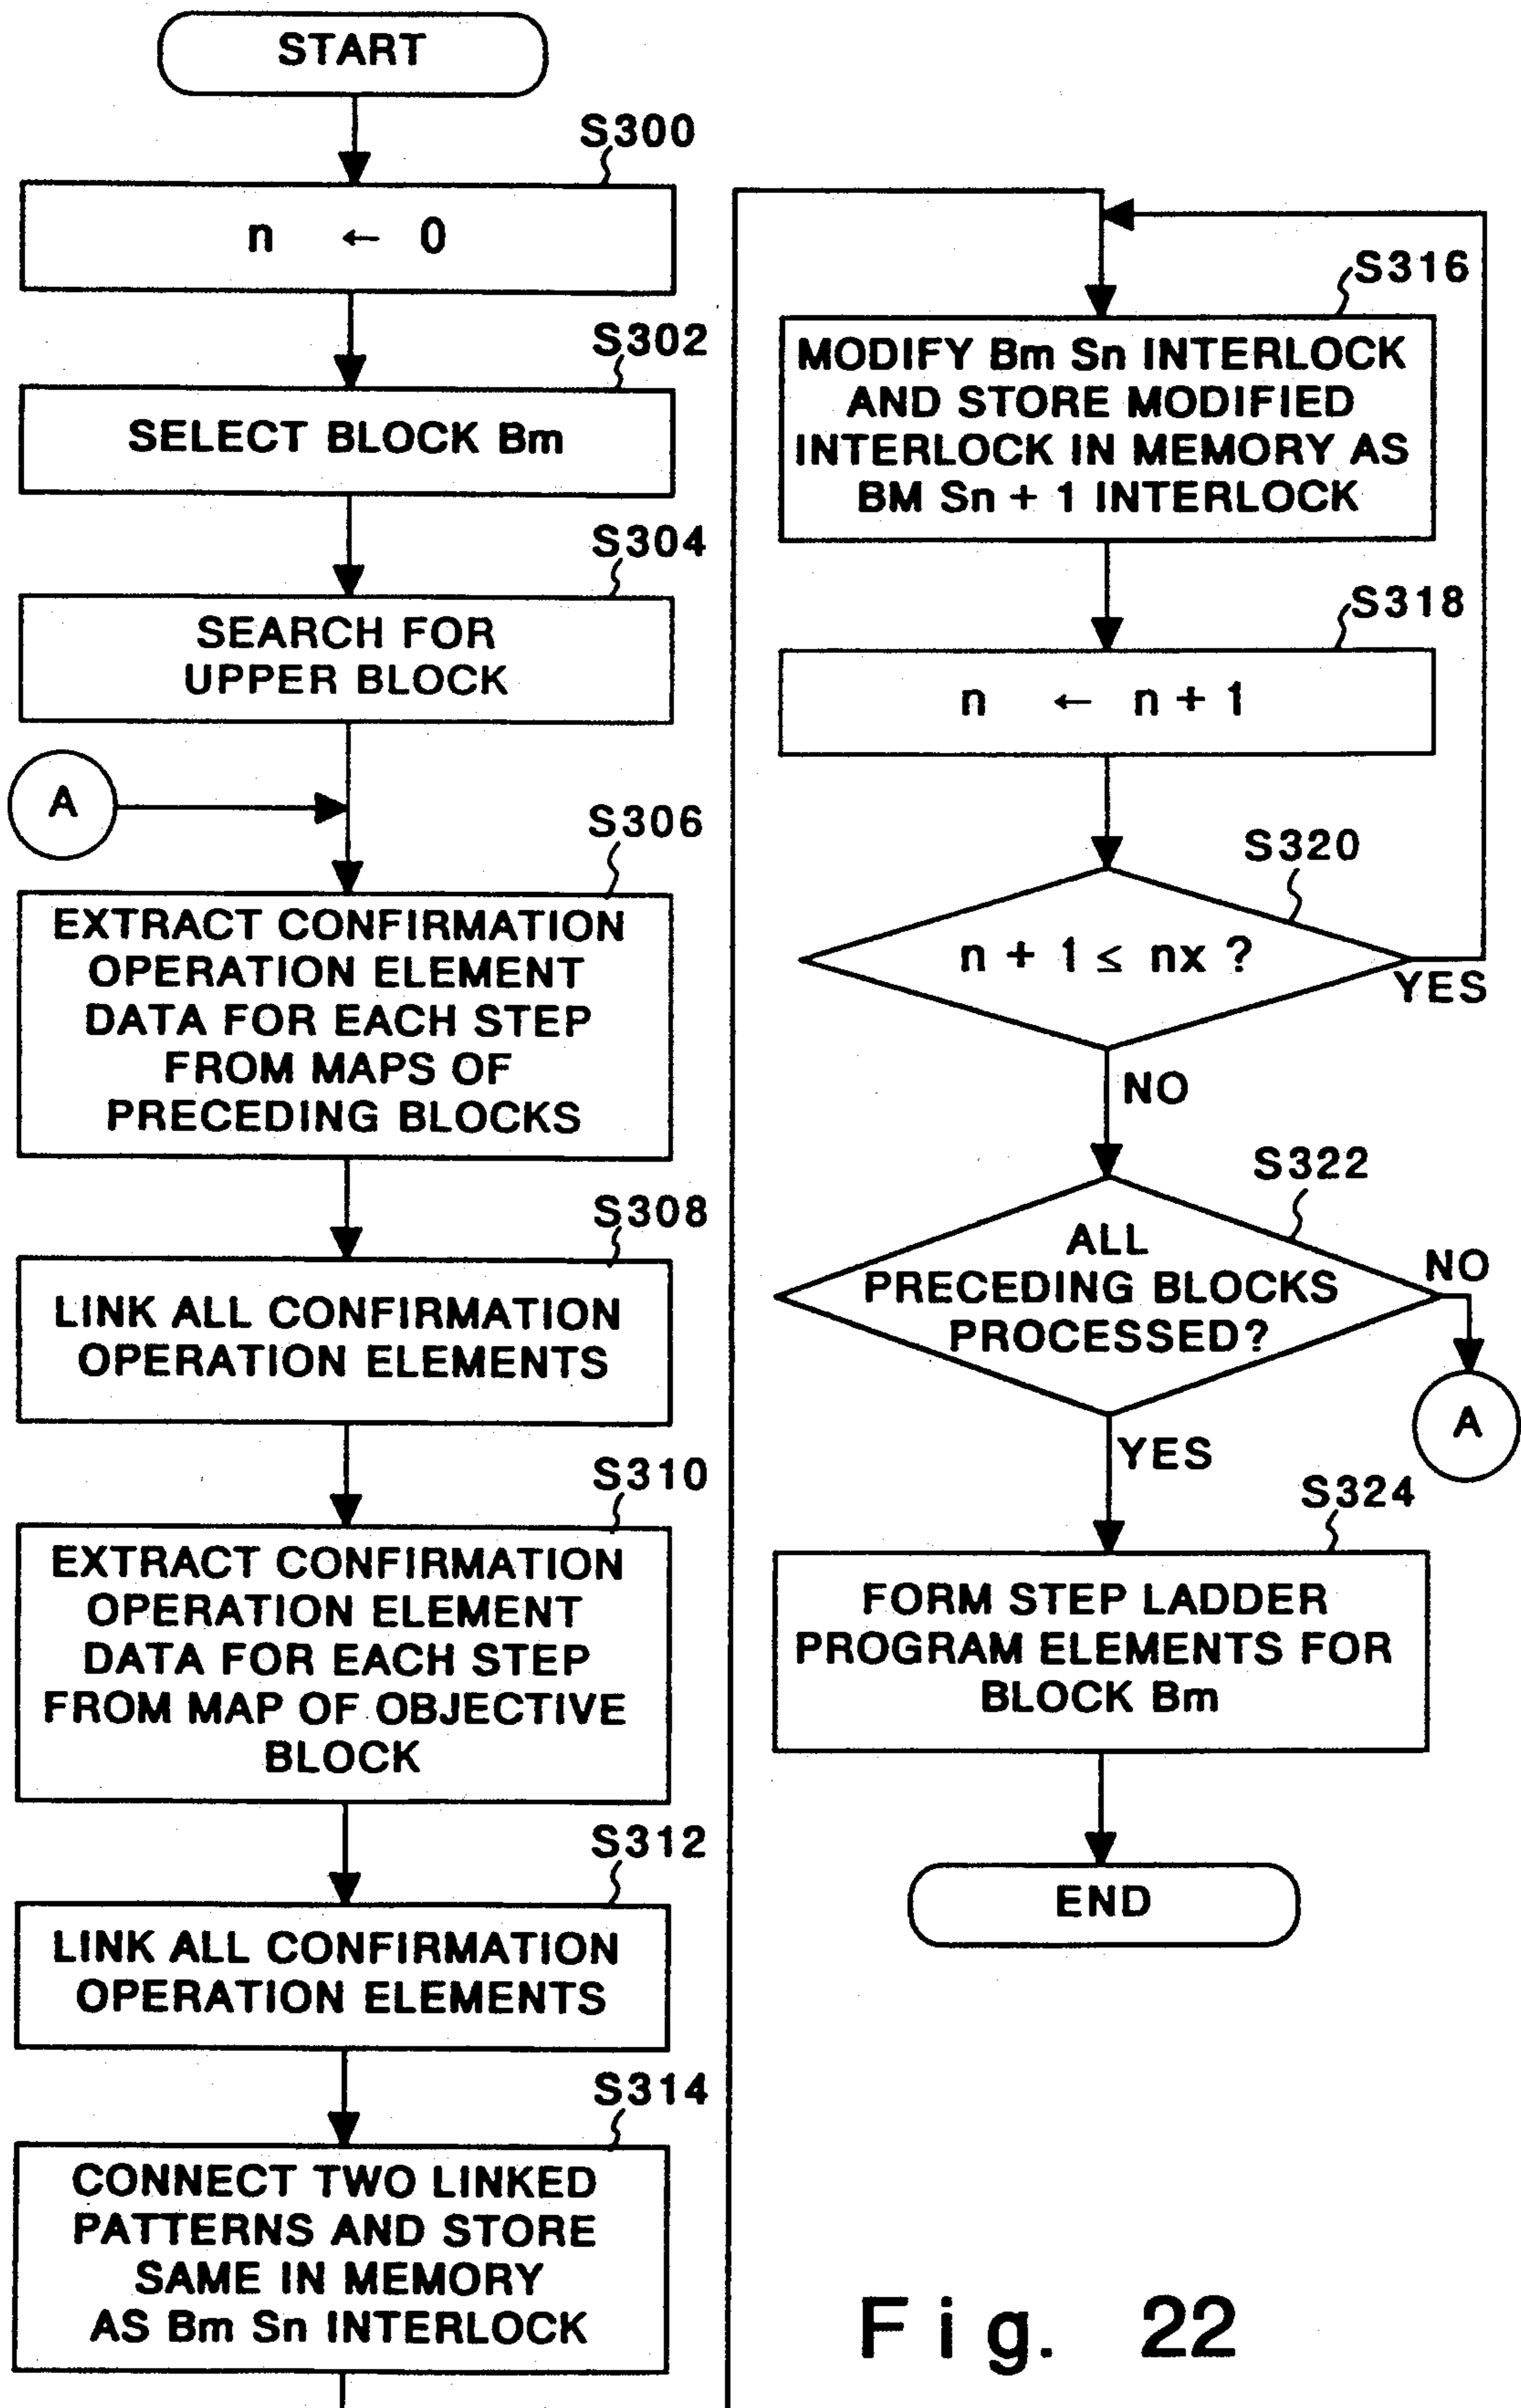 START
S300
n ← 0
S302
SELECT BLOCK Bm
S304
SEARCH FOR
UPPER BLOCK
A
S306
EXTRACT CONFIRMATION
OPERATION ELEMENT
DATA FOR EACH STEP
FROM MAPS OF
PRECEDING BLOCKS
S308
LINK ALL CONFIRMATION
OPERATION ELEMENTS
S310
EXTRACT CONFIRMATION
OPERATION ELEMENT
DATA FOR EACH STEP
FROM MAP OF OBJECTIVE
BLOCK
S312
LINK ALL CONFIRMATION
OPERATION ELEMENTS
S314
CONNECT TWO LINKED
PATTERNS AND STORE
SAME IN MEMORY
AS Bm Sn INTERLOCK
S316
MODIFY Bm Sn INTERLOCK
AND STORE MODIFIED
INTERLOCK IN MEMORY AS
BM Sn + 1 INTERLOCK
S318
n ← n + 1
S320
n + 1 ≤ nx ?
YES
NO
S322
ALL
PRECEDING BLOCKS
PROCESSED?
NO
A
YES
S324
FORM STEP LADDER
PROGRAM ELEMENTS FOR
BLOCK Bm
END
Fig. 22